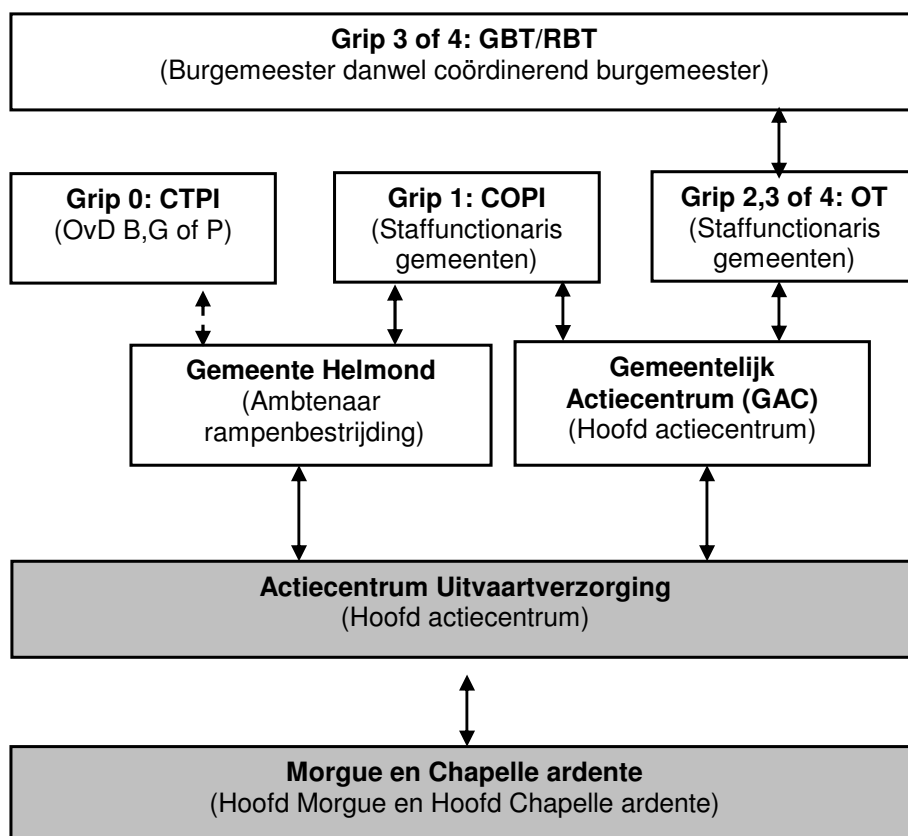 Grip 3 of 4: GBT/RBT
(Burgemeester danwel coördinerend burgemeester)
Grip 0: CTPI
(OvD B,G of P)
Grip 1: COPI
(Staffunctionaris
gemeenten)
Grip 2,3 of 4: OT
(Staffunctionaris
gemeenten)
Gemeente Helmond
(Ambtenaar
rampenbestrijding)
Gemeentelijk
Actiecentrum (GAC)
(Hoofd actiecentrum)
Actiecentrum Uitvaartverzorging
(Hoofd actiecentrum)
Morgue en Chapelle ardente
(Hoofd Morgue en Hoofd Chapelle ardente)